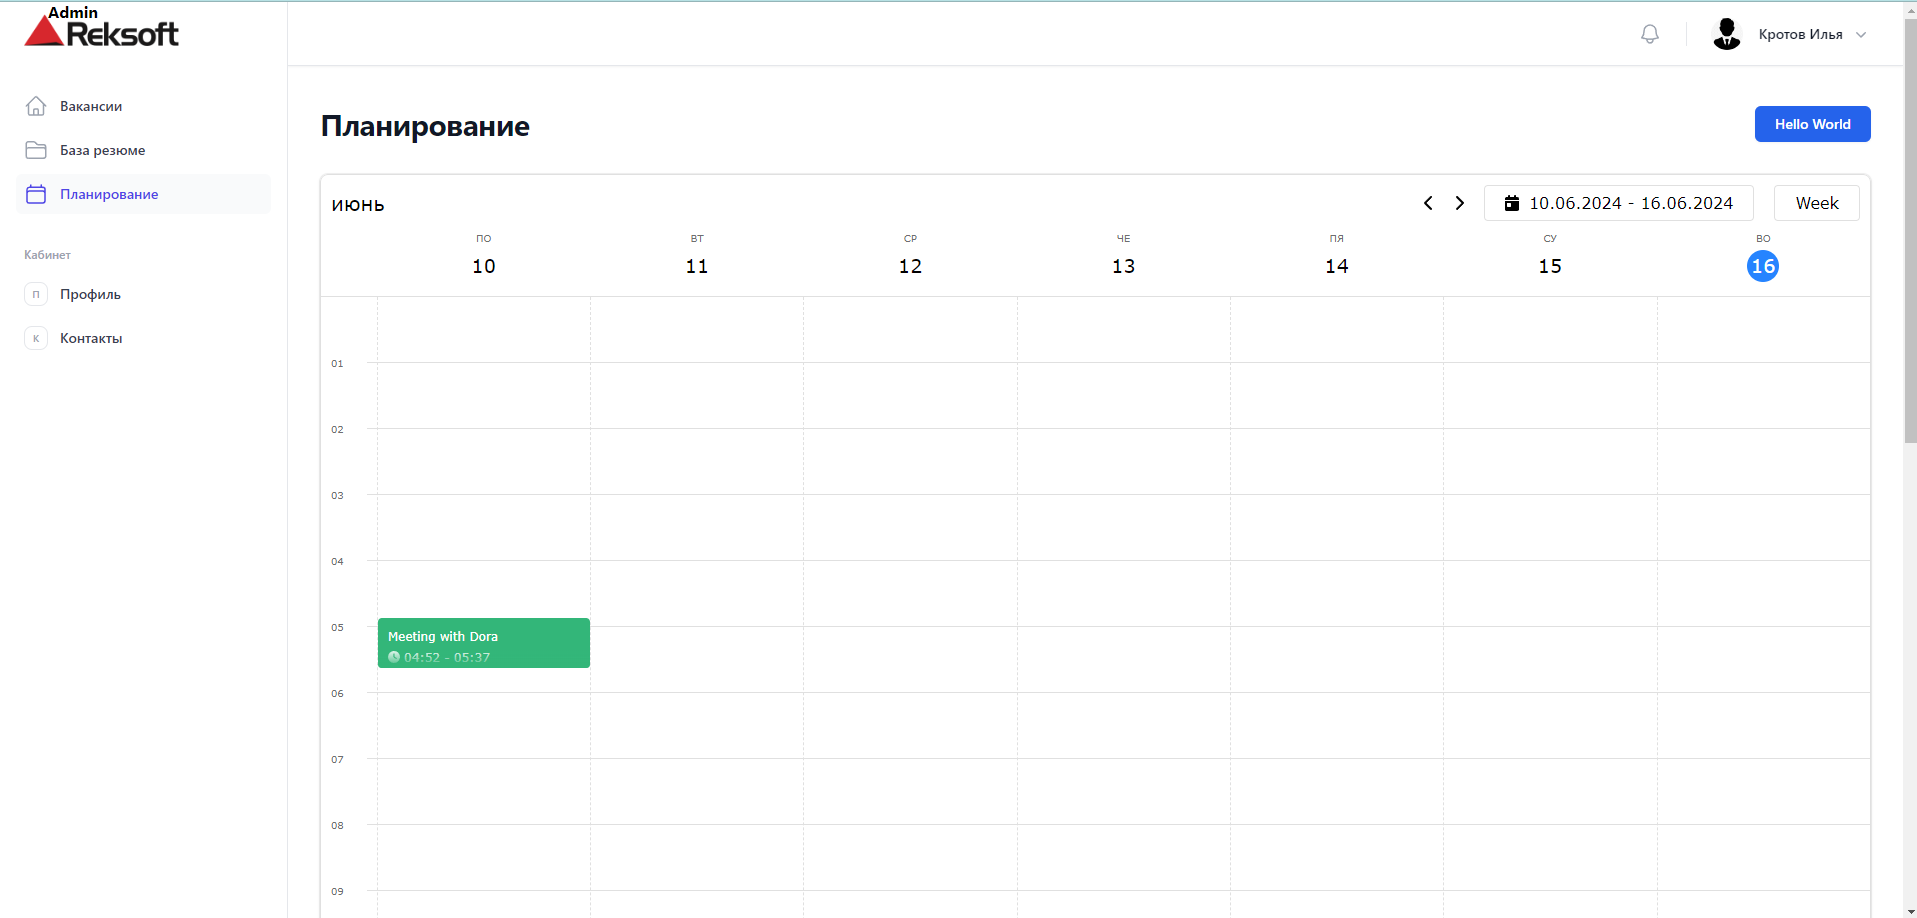 Admin
Reksoft
Вакансии
База резюме
Планирование
Кабинет
П Профиль
К Контакты
Кротов Илья
Планирование
Hello World
июнь
10.06.2024 - 16.06.2024
Week
ПО ВТ СР ЧЕ ПЯ СУ ВО
10 11 12 13 14 15 16
01
02
03
04
05
Meeting with Dora
04:52 - 05:37
06
07
08
09